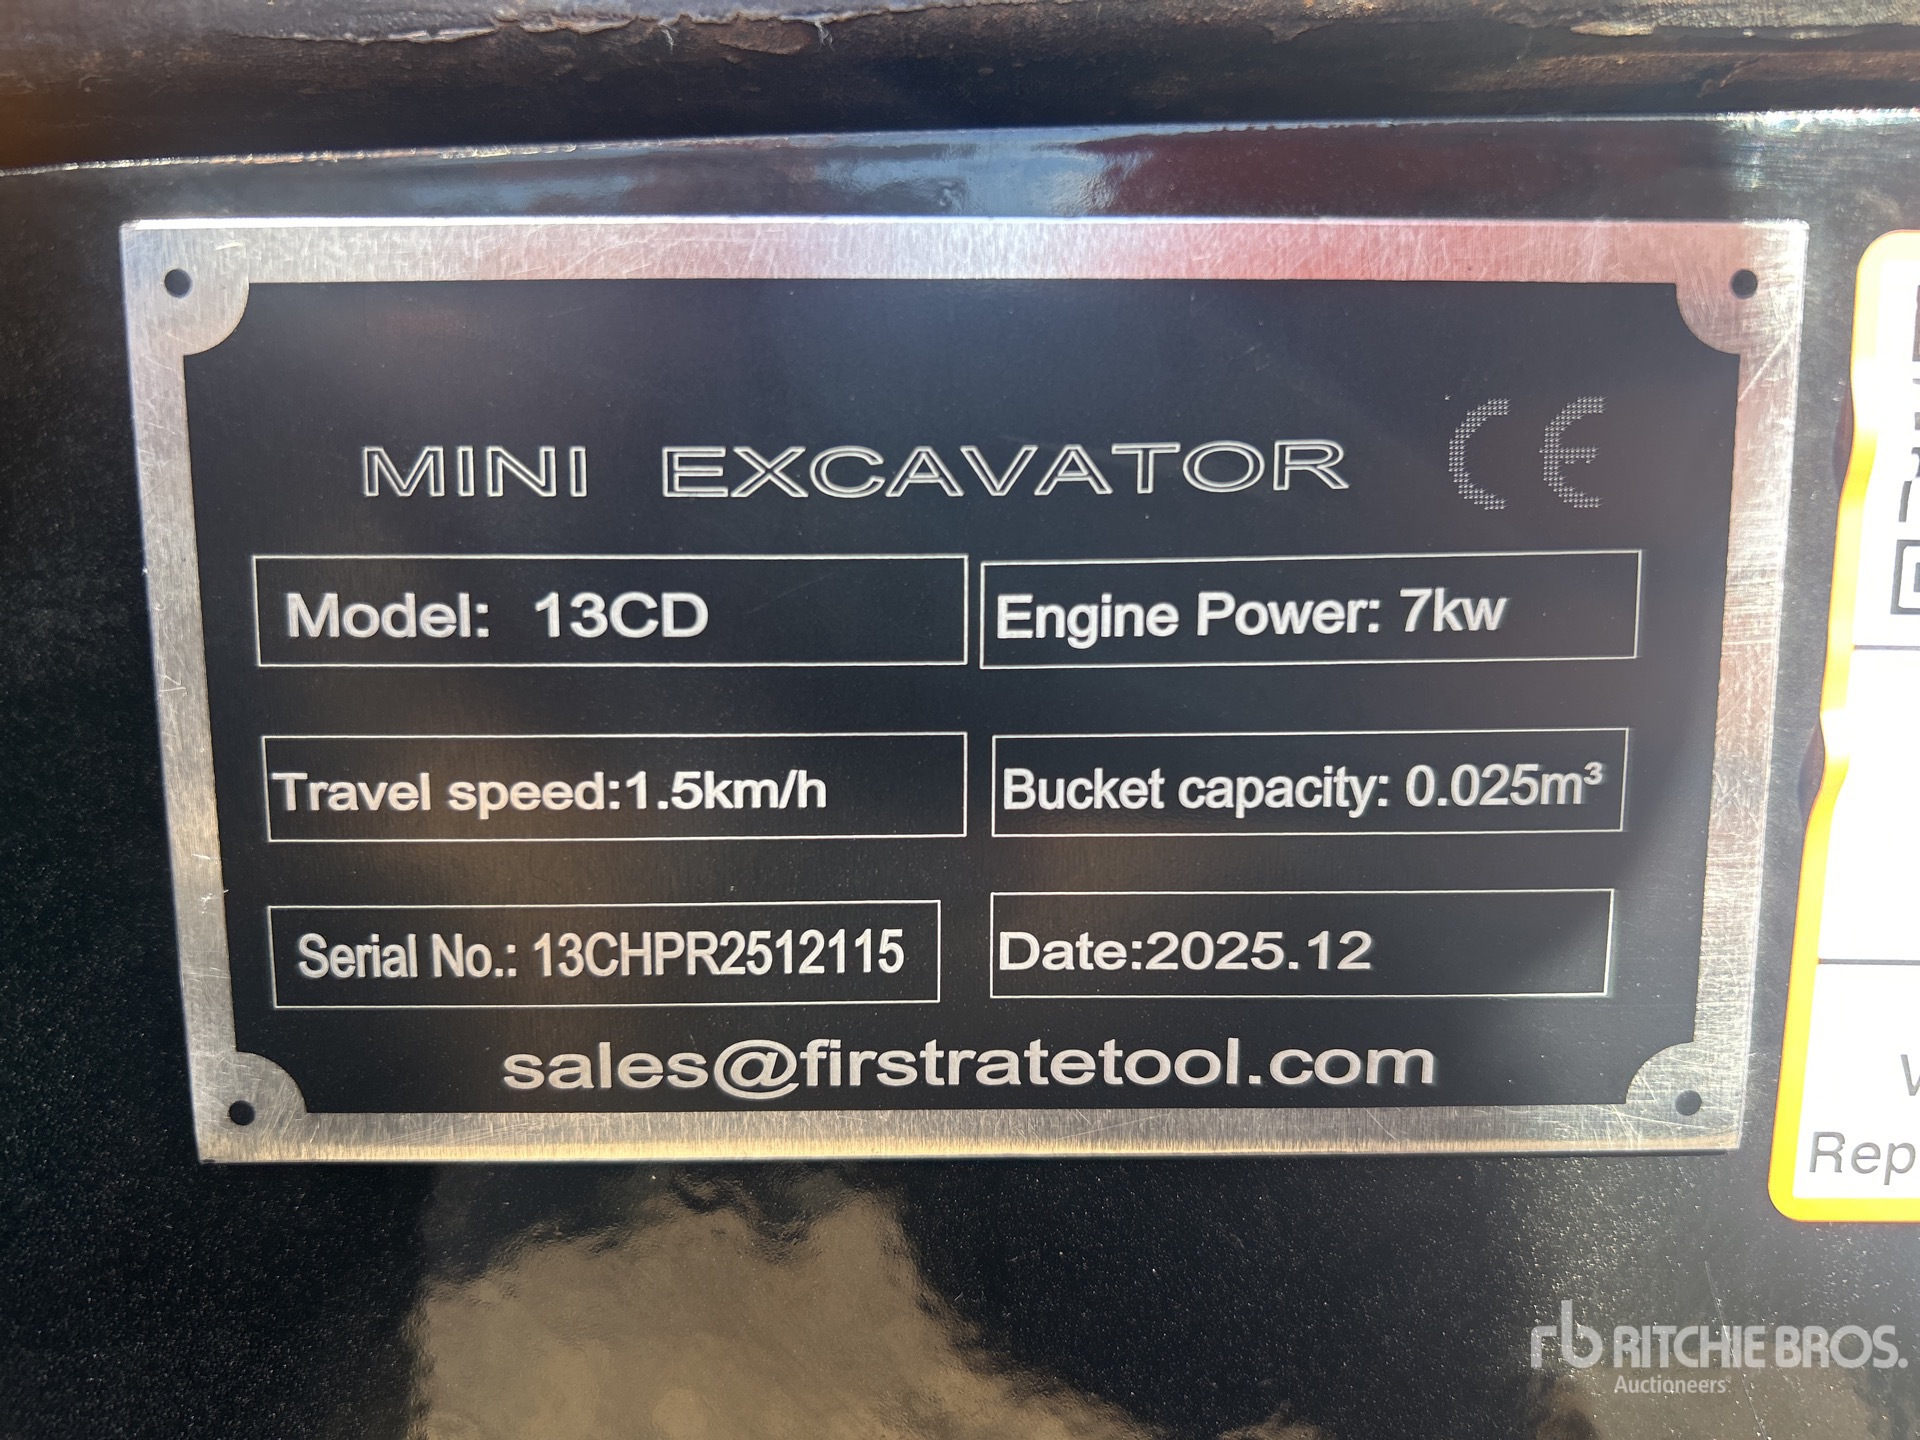 MINI EXCAVATOR CE
Model: 13CD
Engine Power: 7kw
Travel speed:1.5km/h
Bucket capacity: 0.025m³
Serial No.: 13CHPR2512115
Date:2025.12
sales@firstratetool.com
Rep
rb RITCHIE BROS.
Auctioneers